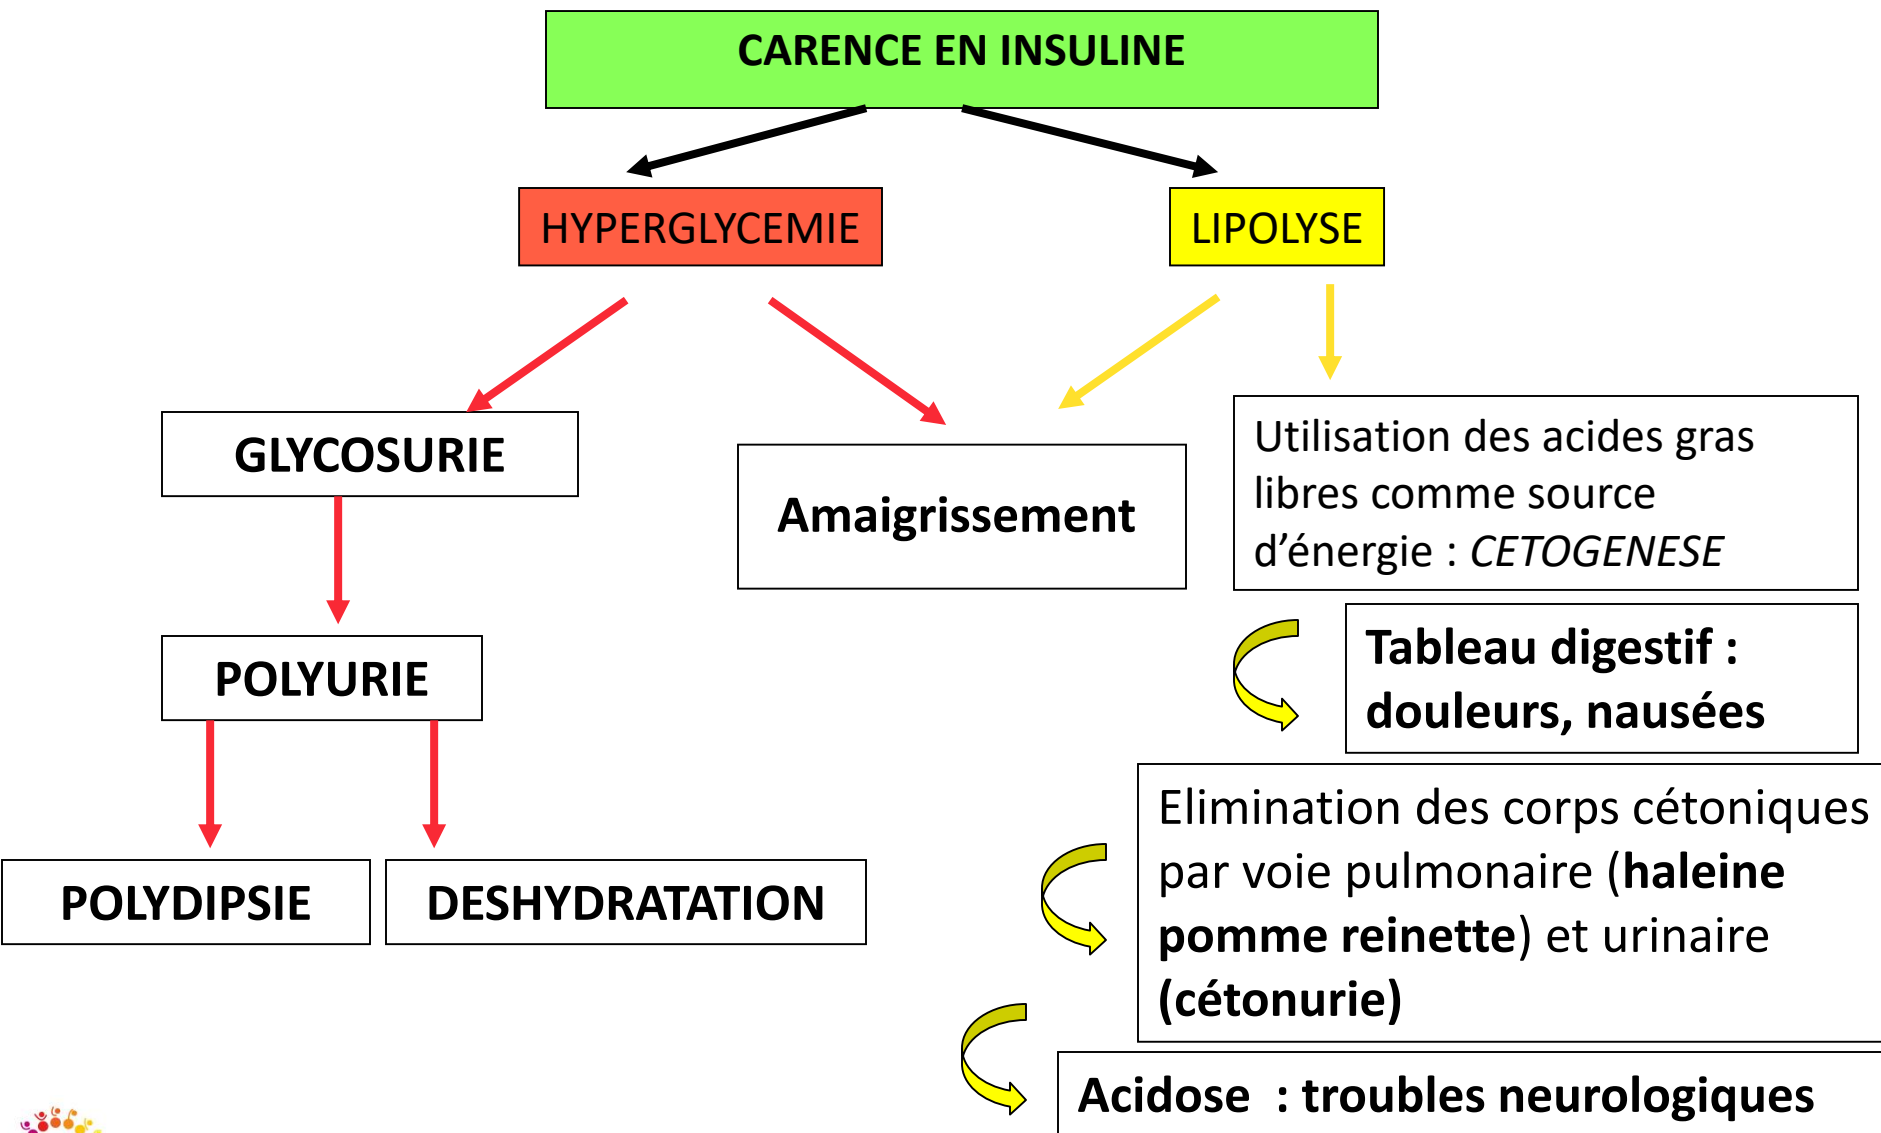 CARENCE EN INSULINE
HYPERGLYCEMIE
LIPOLYSE
GLYCOSURIE
Amaigrissement
Utilisation des acides gras
libres comme source
d’énergie : CETOGENESE
POLYURIE
Tableau digestif :
douleurs, nausées
POLYDIPSIE
DESHYDRATATION
Elimination des corps cétoniques
par voie pulmonaire (haleine
pomme reinette) et urinaire
(cétonurie)
Acidose : troubles neurologiques